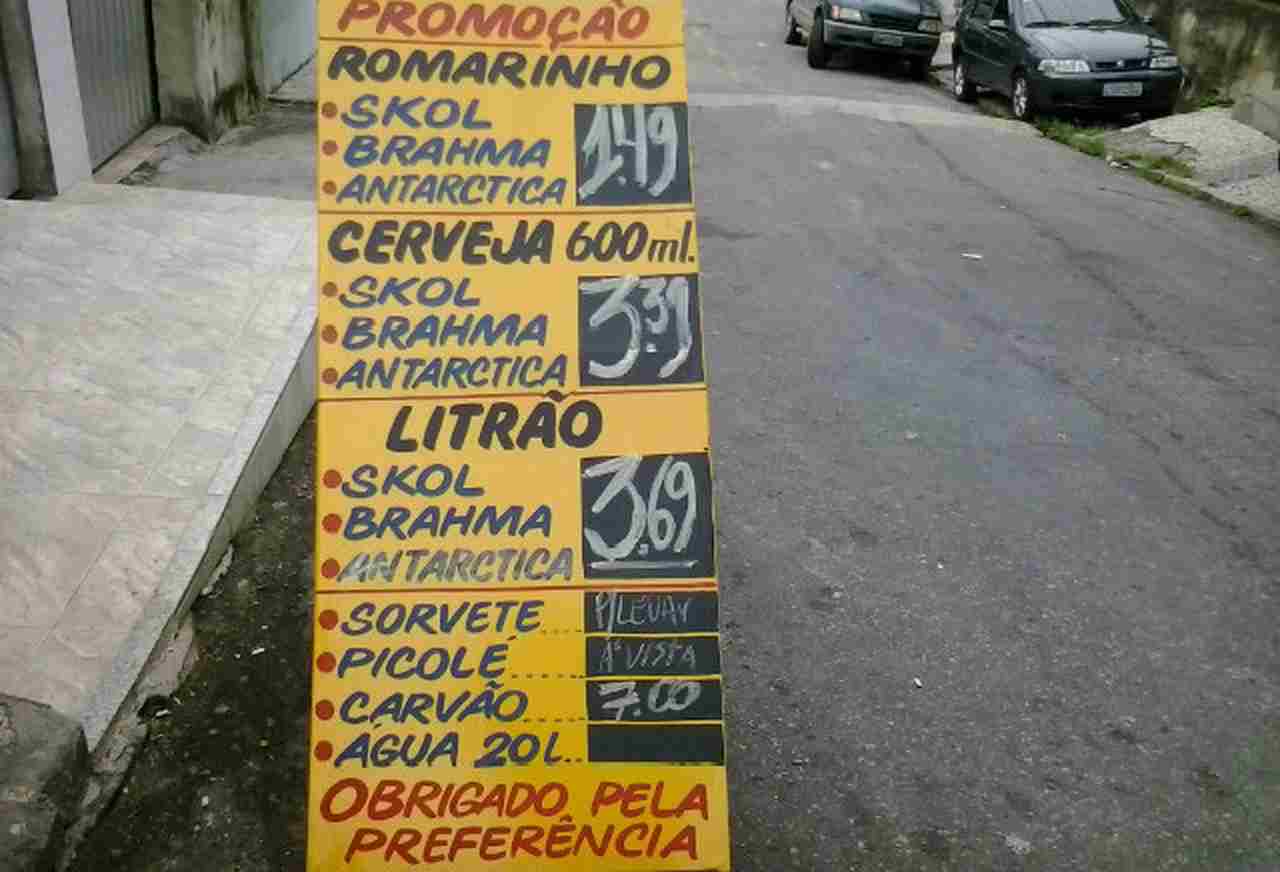 PROMOÇÃO
ROMARINHO
• SKOL
• BRAHMA
• ANTARCTICA
1.49
CERVEJA 600ml.
• SKOL
• BRAHMA
• ANTARCTICA
3.39
LITRÃO
• SKOL
• BRAHMA
• ANTARCTICA
3.69
• SORVETE.... P/LEVAR
• PICOLÉ...... A VISTA
• CARVÃO..... 7.00
• ÁGUA 20L..
OBRIGADO PELA
PREFERÊNCIA